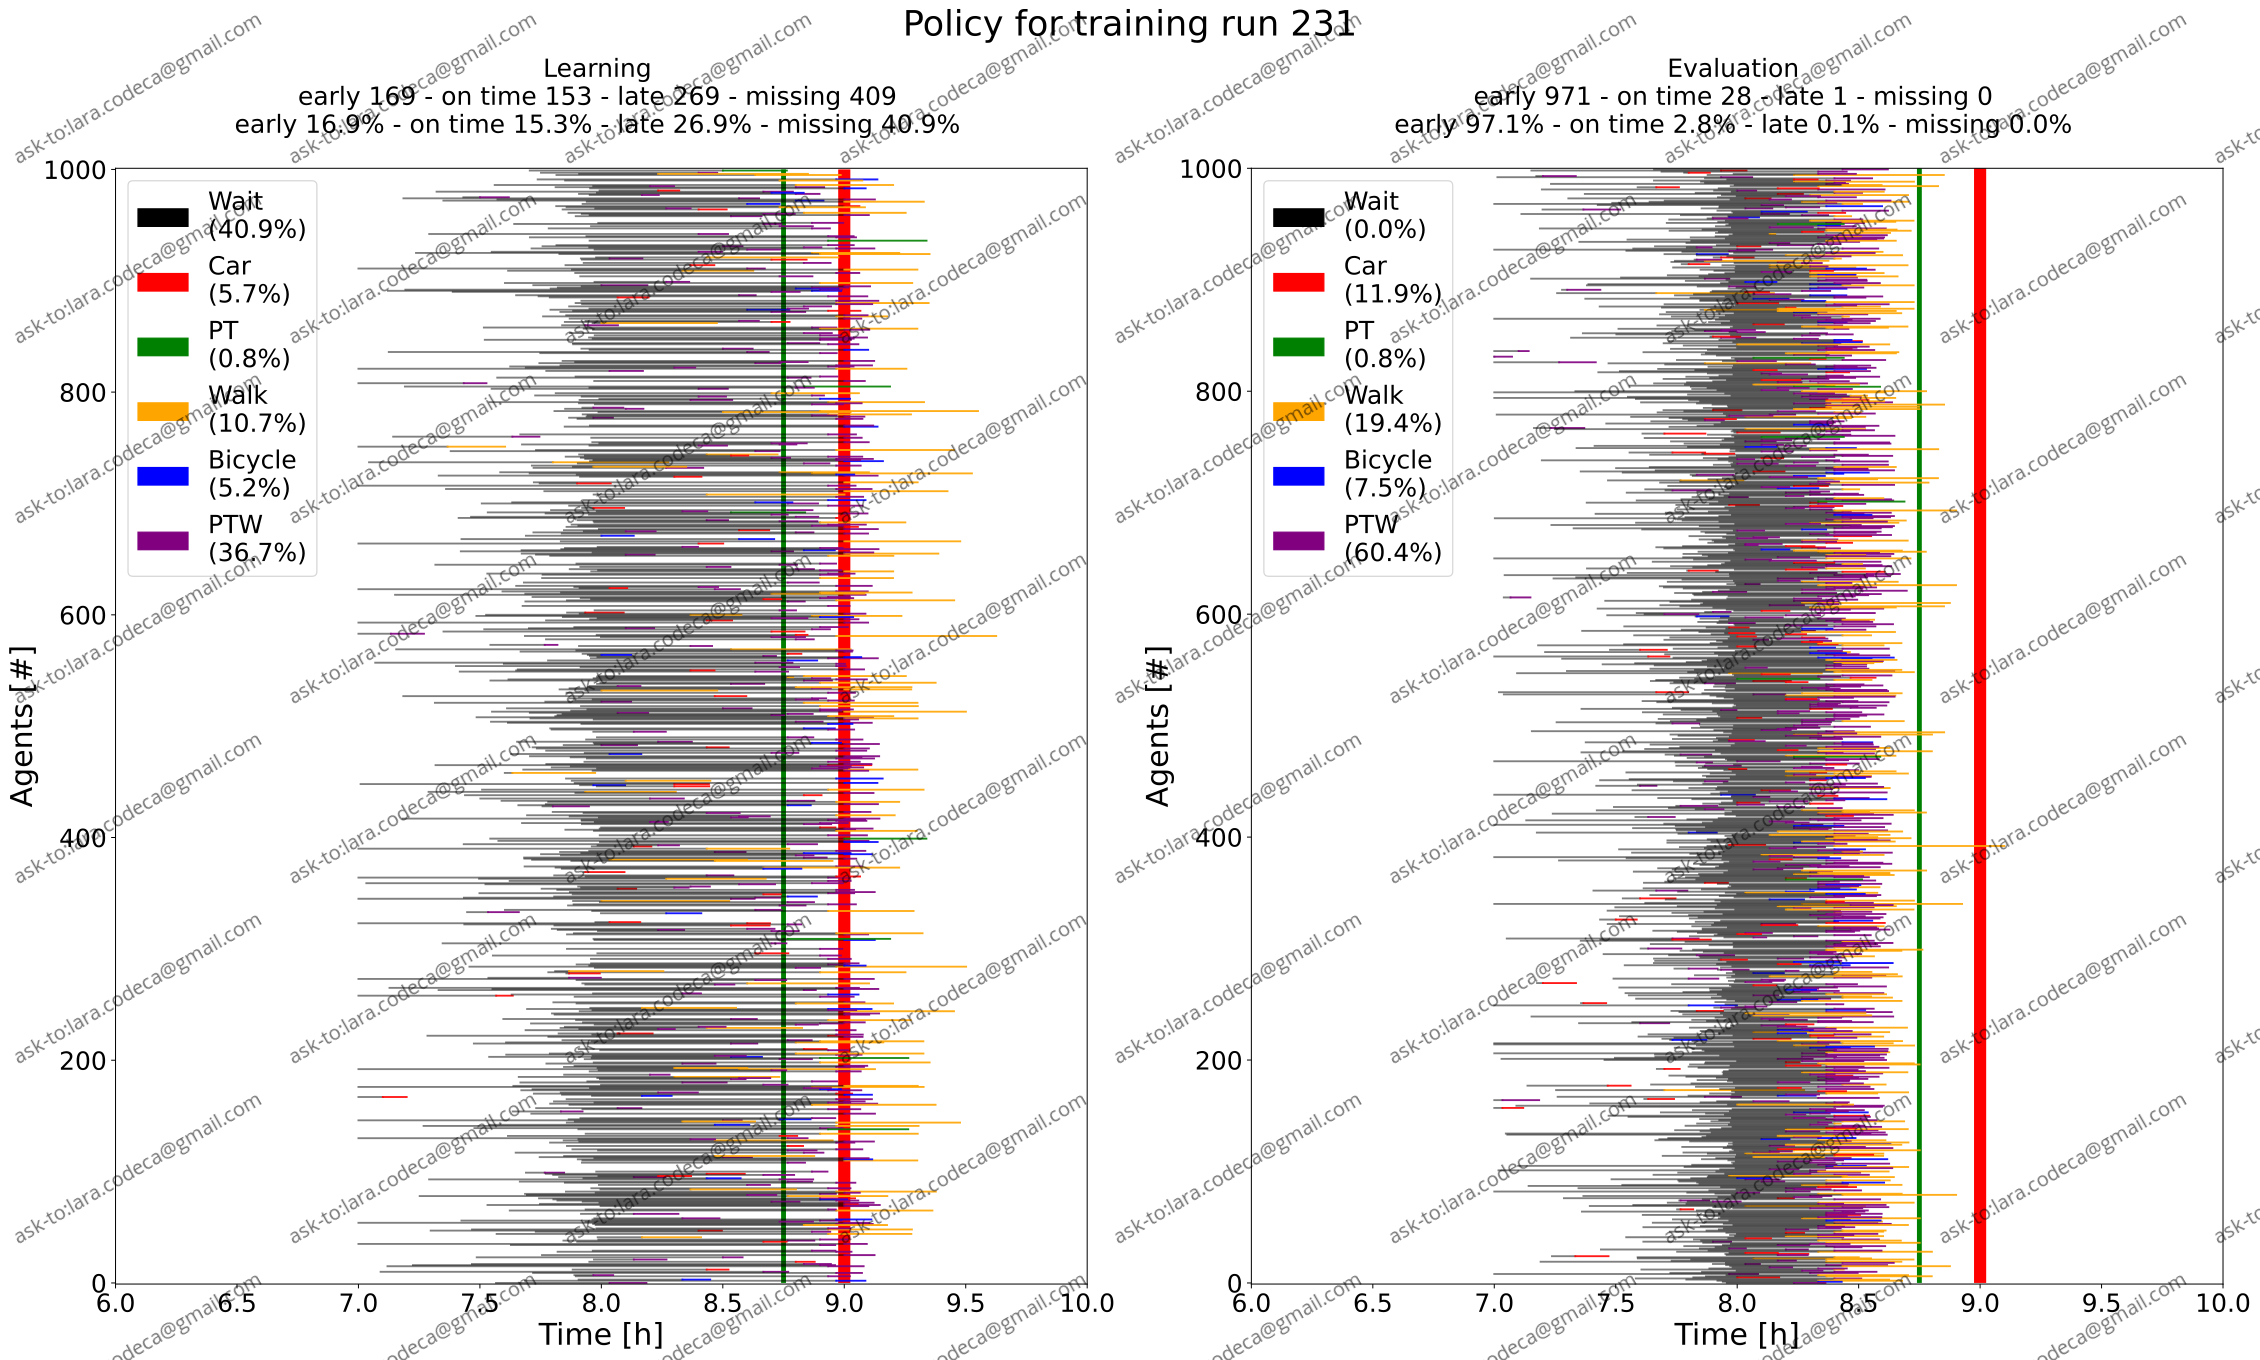 Policy for training run 231
Learning
early 169 - on time 153 - late 269 - missing 409
early 16.9% - on time 15.3% - late 26.9% - missing 40.9%
1000
800
600
400
200
0
Agents [#]
Wait
(40.9%)
Car
(5.7%)
PT
(0.8%)
Walk
(10.7%)
Bicycle
(5.2%)
PTW
(36.7%)
6.0 6.5 7.0 7.5 8.0 8.5 9.0 9.5 10.0
Time [h]
Evaluation
early 971 - on time 28 - late 1 - missing 0
early 97.1% - on time 2.8% - late 0.1% - missing 0.0%
1000
800
600
400
200
0
Agents [#]
Wait
(0.0%)
Car
(11.9%)
PT
(0.8%)
Walk
(19.4%)
Bicycle
(7.5%)
PTW
(60.4%)
6.0 6.5 7.0 7.5 8.0 8.5 9.0 9.5 10.0
Time [h]
ask-to:lara.codeca@gmail.com